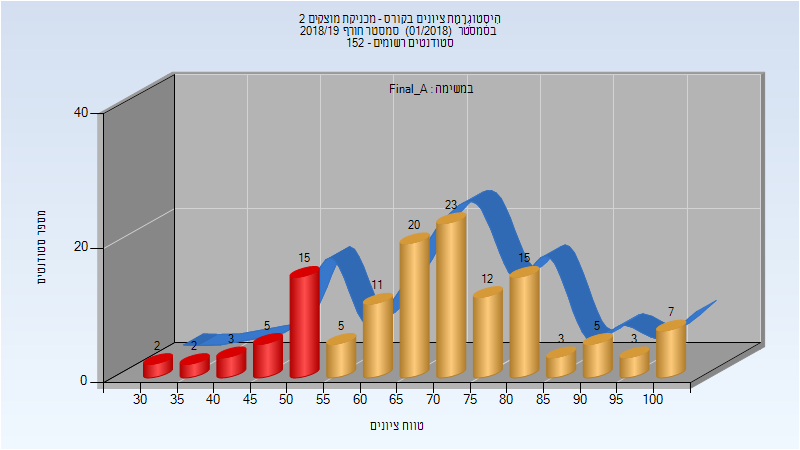 היסטוגרמת ציונים בקורס - מכניקת מוצקים 2
בסמסטר (01/2018) סמסטר חורף 2018/19
סטודנטים רשומים - 152
במשימה : Final_A
מספר סטודנטים
40
20
0
2
2
3
5
15
5
11
20
23
12
15
3
5
3
7
30 35 40 45 50 55 60 65 70 75 80 85 90 95 100
טווח ציונים